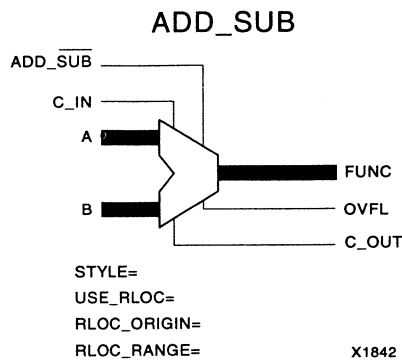 ADD_SUB
ADD_SUB
C_IN
A
B
FUNC
OVFL
C_OUT
STYLE=
USE_RLOC=
RLOC_ORIGIN=
RLOC_RANGE=
X1842